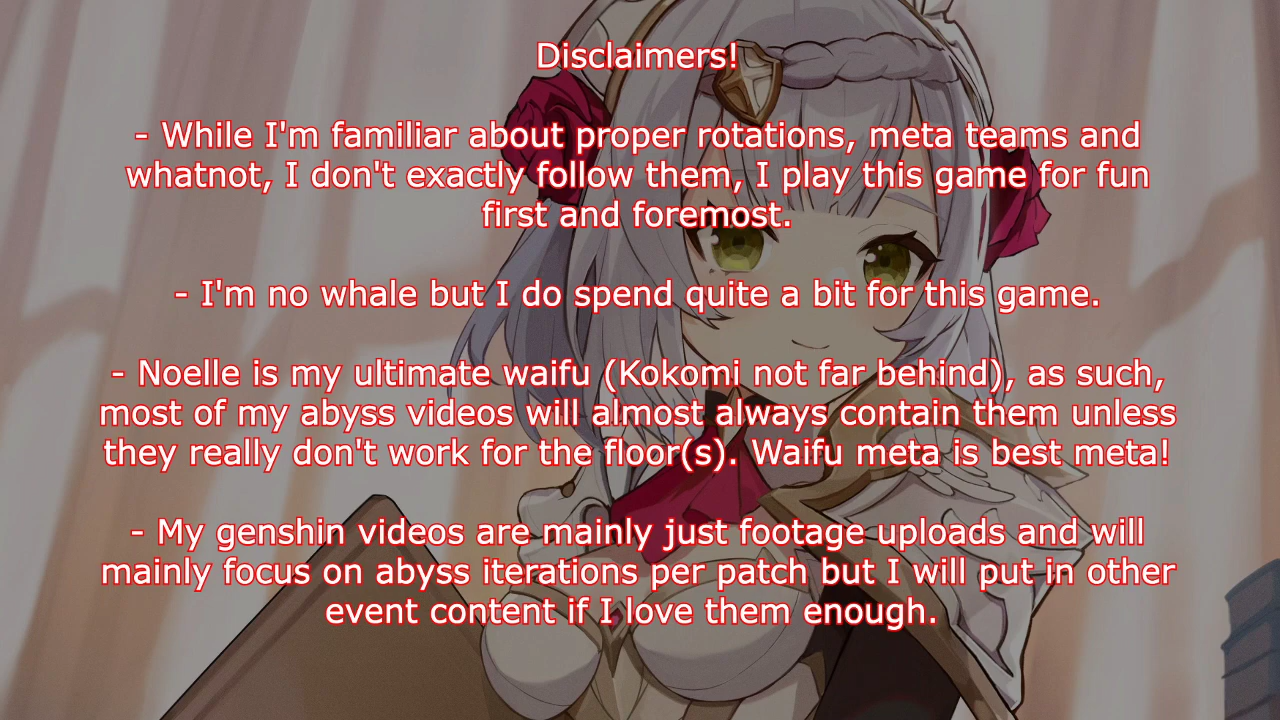 Disclaimers!
- While I'm familiar about proper rotations, meta teams and
whatnot, I don't exactly follow them, I play this game for fun
first and foremost.
- I'm no whale but I do spend quite a bit for this game.
- Noelle is my ultimate waifu (Kokomi not far behind), as such,
most of my abyss videos will almost always contain them unless
they really don't work for the floor(s). Waifu meta is best meta!
- My genshin videos are mainly just footage uploads and will
mainly focus on abyss iterations per patch but I will put in other
event content if I love them enough.